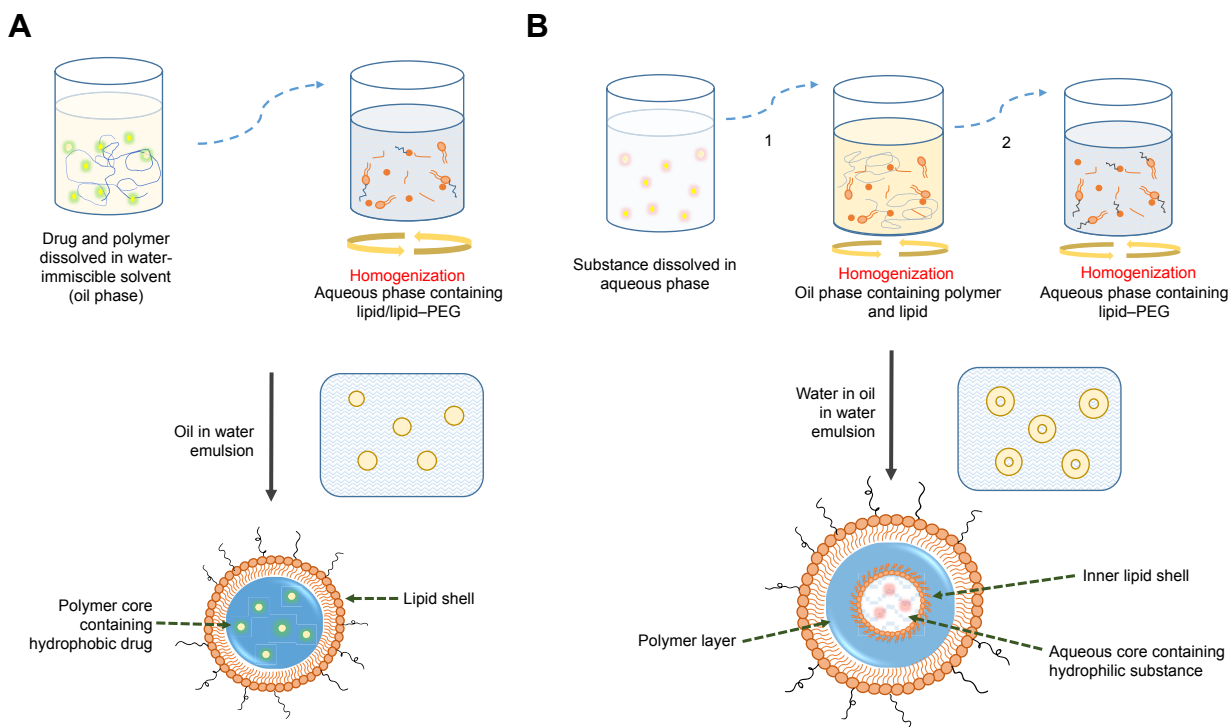 A
Drug and polymer
dissolved in water-
immiscible solvent
(oil phase)
Homogenization
Aqueous phase containing
lipid/lipid–PEG
Oil in water
emulsion
Polymer core
containing
hydrophobic drug
Lipid shell
B
1
2
Substance dissolved in
aqueous phase
Homogenization
Oil phase containing polymer
and lipid
Homogenization
Aqueous phase containing
lipid–PEG
Water in oil
in water
emulsion
Inner lipid shell
Polymer layer
Aqueous core containing
hydrophilic substance